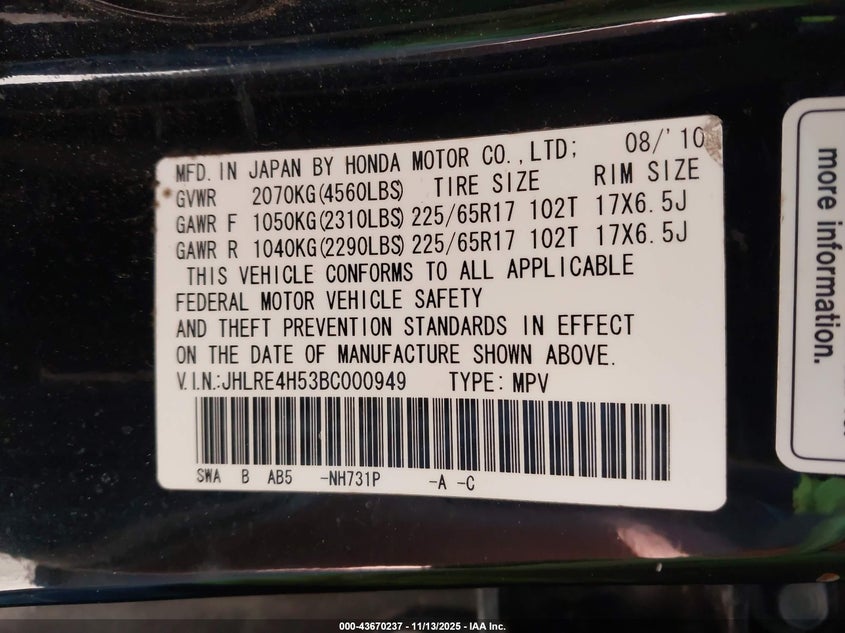 MFD. IN JAPAN BY HONDA MOTOR CO., LTD; 08/'10
GVWR 2070KG(4560LBS) TIRE SIZE RIM SIZE
GAWR F 1050KG(2310LBS) 225/65R17 102T 17X6.5J
GAWR R 1040KG(2290LBS) 225/65R17 102T 17X6.5J
THIS VEHICLE CONFORMS TO ALL APPLICABLE
FEDERAL MOTOR VEHICLE SAFETY
AND THEFT PREVENTION STANDARDS IN EFFECT
ON THE DATE OF MANUFACTURE SHOWN ABOVE.
V.I.N.:JHLRE4H53BC000949 TYPE: MPV
SWA B AB5 -NH731P -A -C
more information.
000-43670237 - 11/13/2025 - IAA Inc.